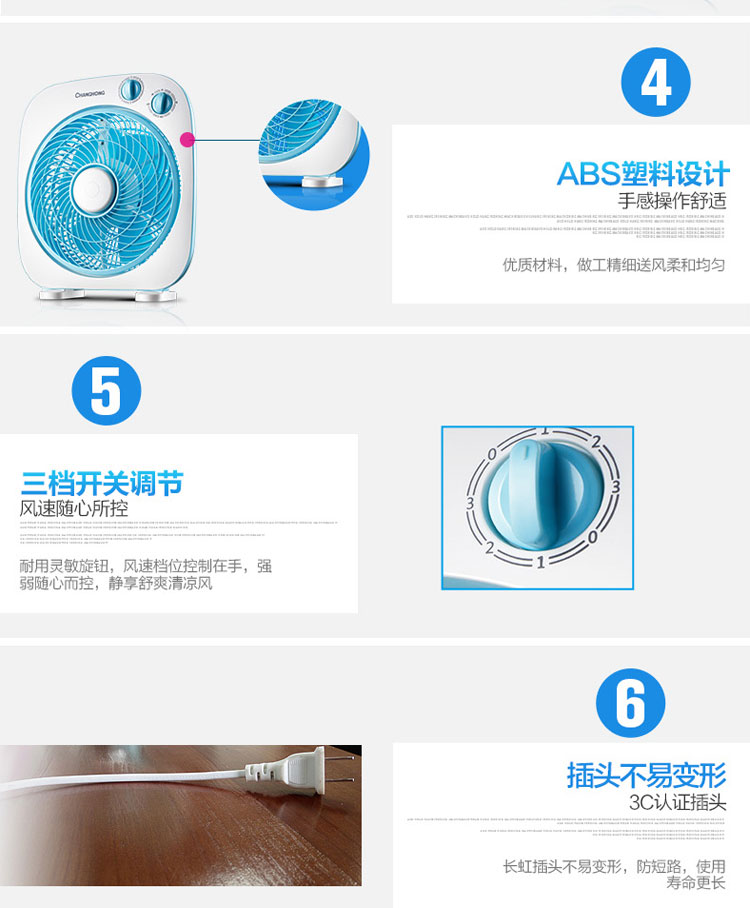 CHANGHONG
4
ABS塑料设计
手感操作舒适
优质材料，做工精细送风柔和均匀
5
三档开关调节
风速随心所控
耐用灵敏旋钮，风速档位控制在手，强
弱随心而控，静享舒爽清凉风
0
1
2
3
3
2
1
0
6
插头不易变形
3C认证插头
长虹插头不易变形，防短路，使用
寿命更长